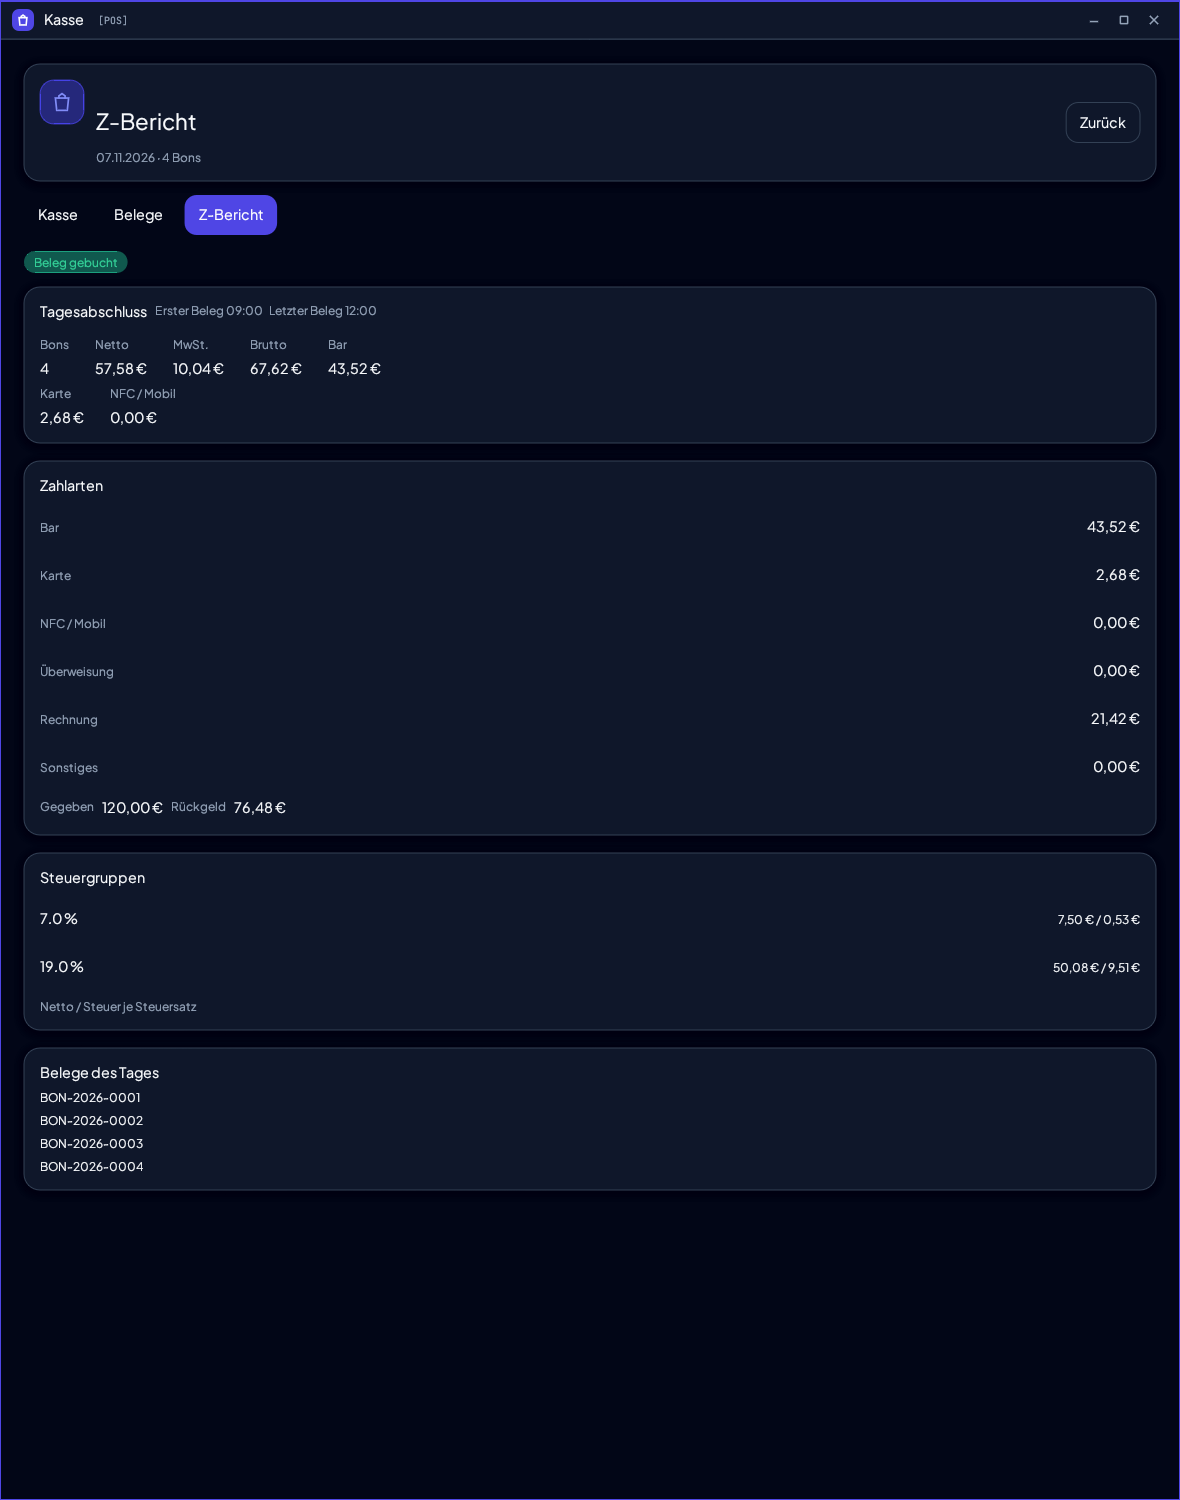 Kasse [POS]
Z-Bericht
07.11.2026 · 4 Bons
Zurück
Kasse Belege Z-Bericht
Beleg gebucht
Tagesabschluss Erster Beleg 09:00 Letzter Beleg 12:00
Bons Netto MwSt. Brutto Bar
4 57,58 € 10,04 € 67,62 € 43,52 €
Karte NFC / Mobil
2,68 € 0,00 €
Zahlarten
Bar 43,52 €
Karte 2,68 €
NFC / Mobil 0,00 €
Überweisung 0,00 €
Rechnung 21,42 €
Sonstiges 0,00 €
Gegeben 120,00 € Rückgeld 76,48 €
Steuergruppen
7.0 % 7,50 € / 0,53 €
19.0 % 50,08 € / 9,51 €
Netto / Steuer je Steuersatz
Belege des Tages
BON-2026-0001
BON-2026-0002
BON-2026-0003
BON-2026-0004